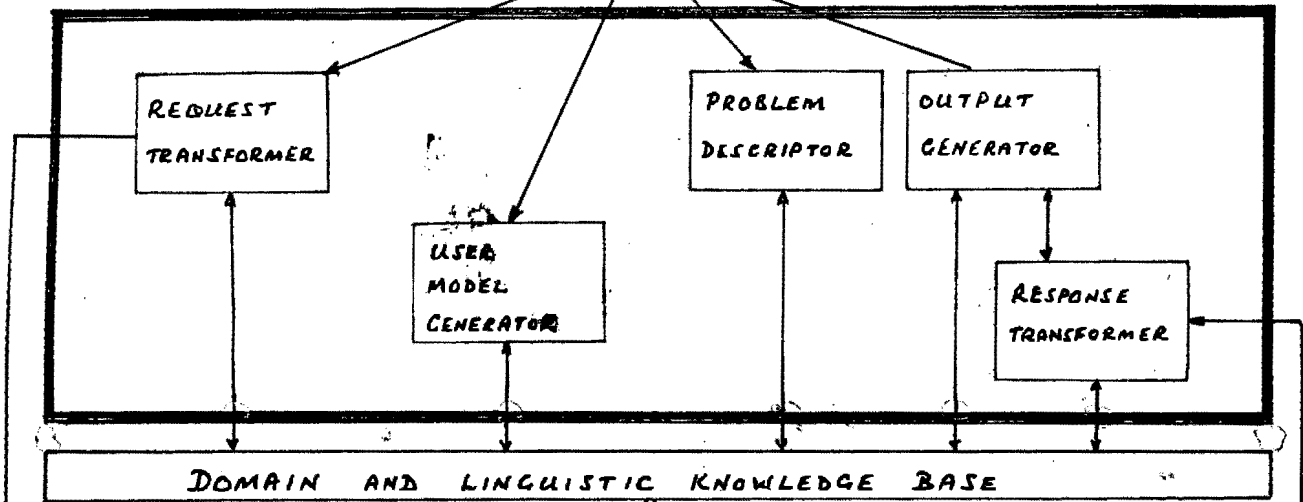 REQUEST
TRANSFORMER
PROBLEM
DESCRIPTOR
OUTPUT
GENERATOR
USER
MODEL
GENERATOR
RESPONSE
TRANSFORMER
DOMAIN AND LINGUISTIC KNOWLEDGE BASE